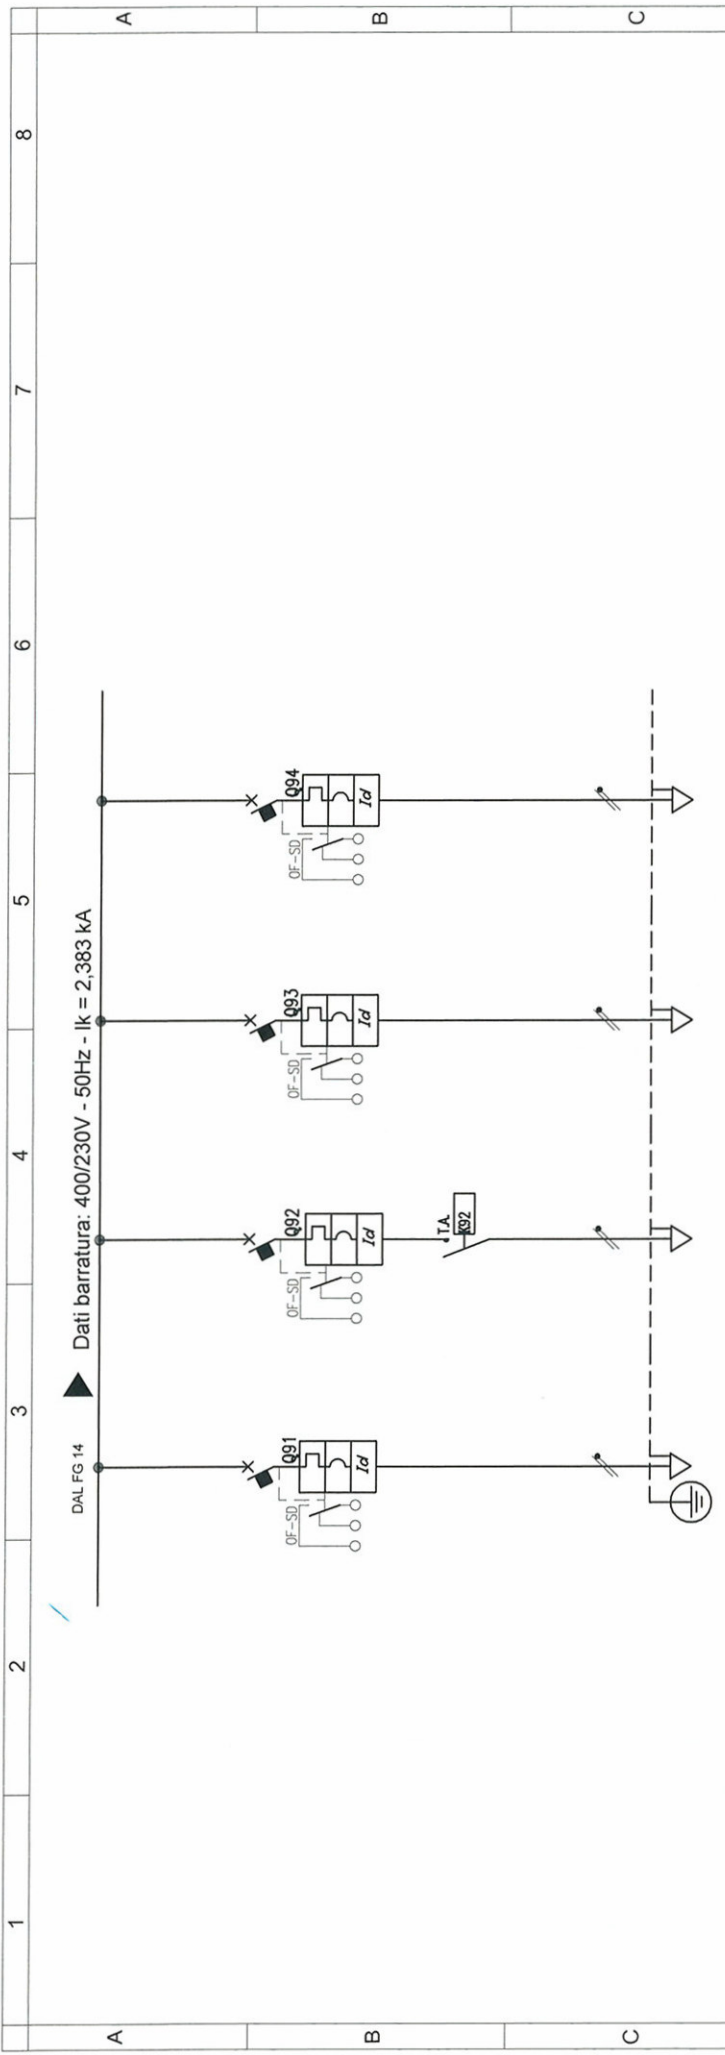 1 2 3 4 5 6 7 8
A A
DAL FG 14
Dati barratura: 400/230V - 50Hz - Ik = 2,383 kA
B B
Q91 Q92 Q93 Q94
OF-SD OF-SD OF-SD OF-SD
Id Id Id Id
T.A.
K92
C C